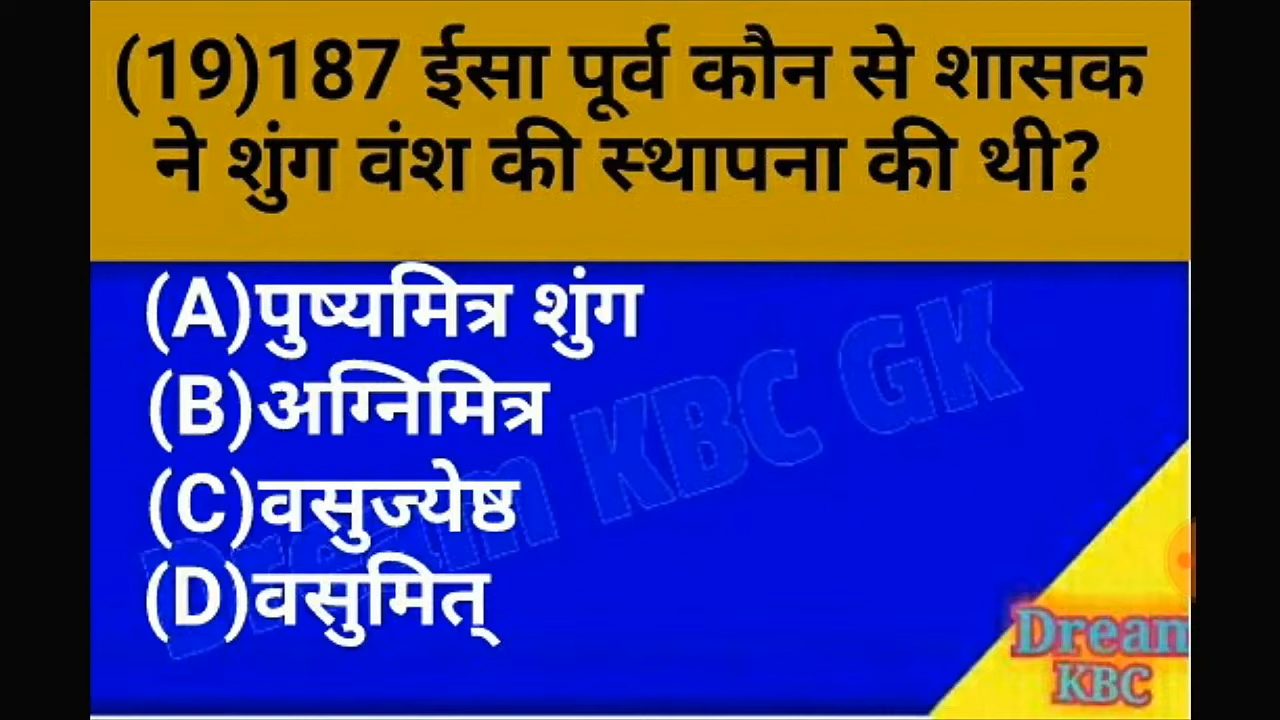 (19)187 ईसा पूर्व कौन से शासक
ने शुंग वंश की स्थापना की थी?
(A)पुष्यमित्र शुंग
(B)अग्निमित्र
(C)वसुज्येष्ठ
(D)वसुमित्
Dream KBC GK
Dream
KBC